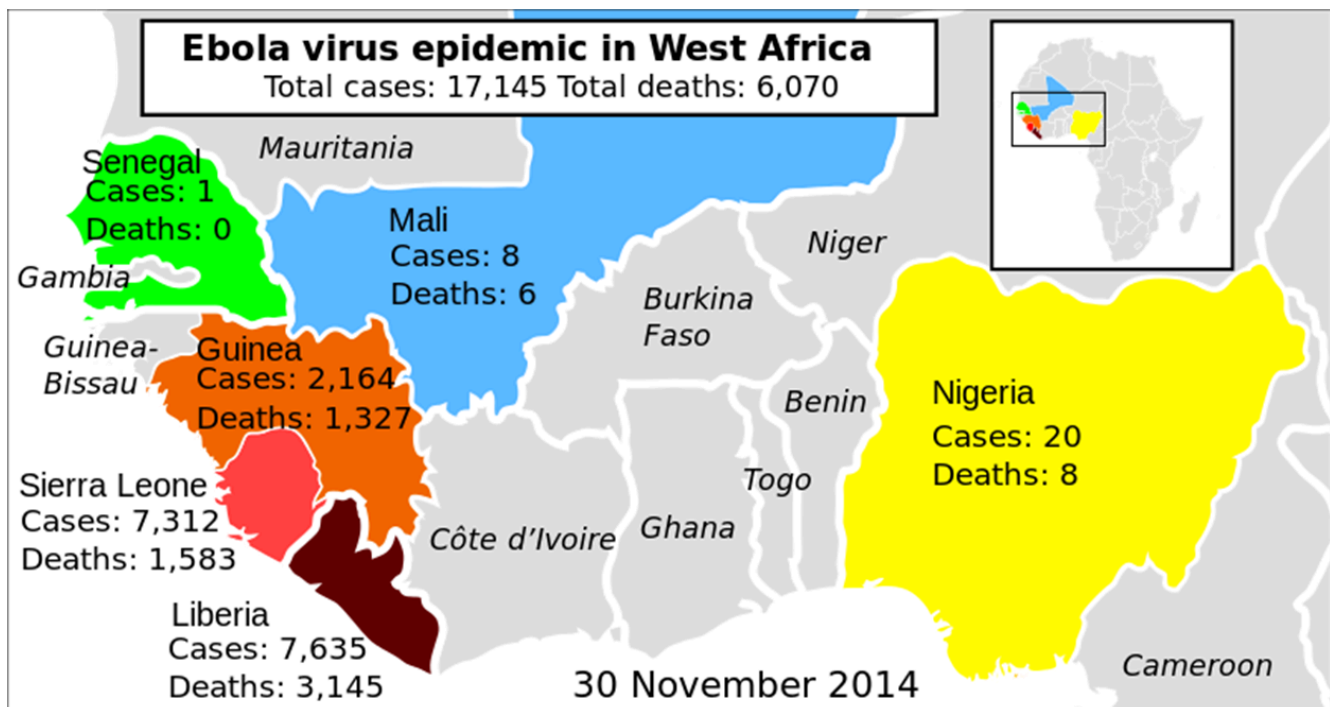 Ebola virus epidemic in West Africa
Total cases: 17,145 Total deaths: 6,070
Mauritania
Senegal
Cases: 1
Deaths: 0
Mali
Cases: 8
Deaths: 6
Niger
Gambia
Burkina
Faso
Guinea-
Bissau
Guinea
Cases: 2,164
Deaths: 1,327
Benin
Nigeria
Cases: 20
Deaths: 8
Togo
Sierra Leone
Cases: 7,312
Deaths: 1,583
Côte d’Ivoire
Ghana
Liberia
Cases: 7,635
Deaths: 3,145
30 November 2014
Cameroon